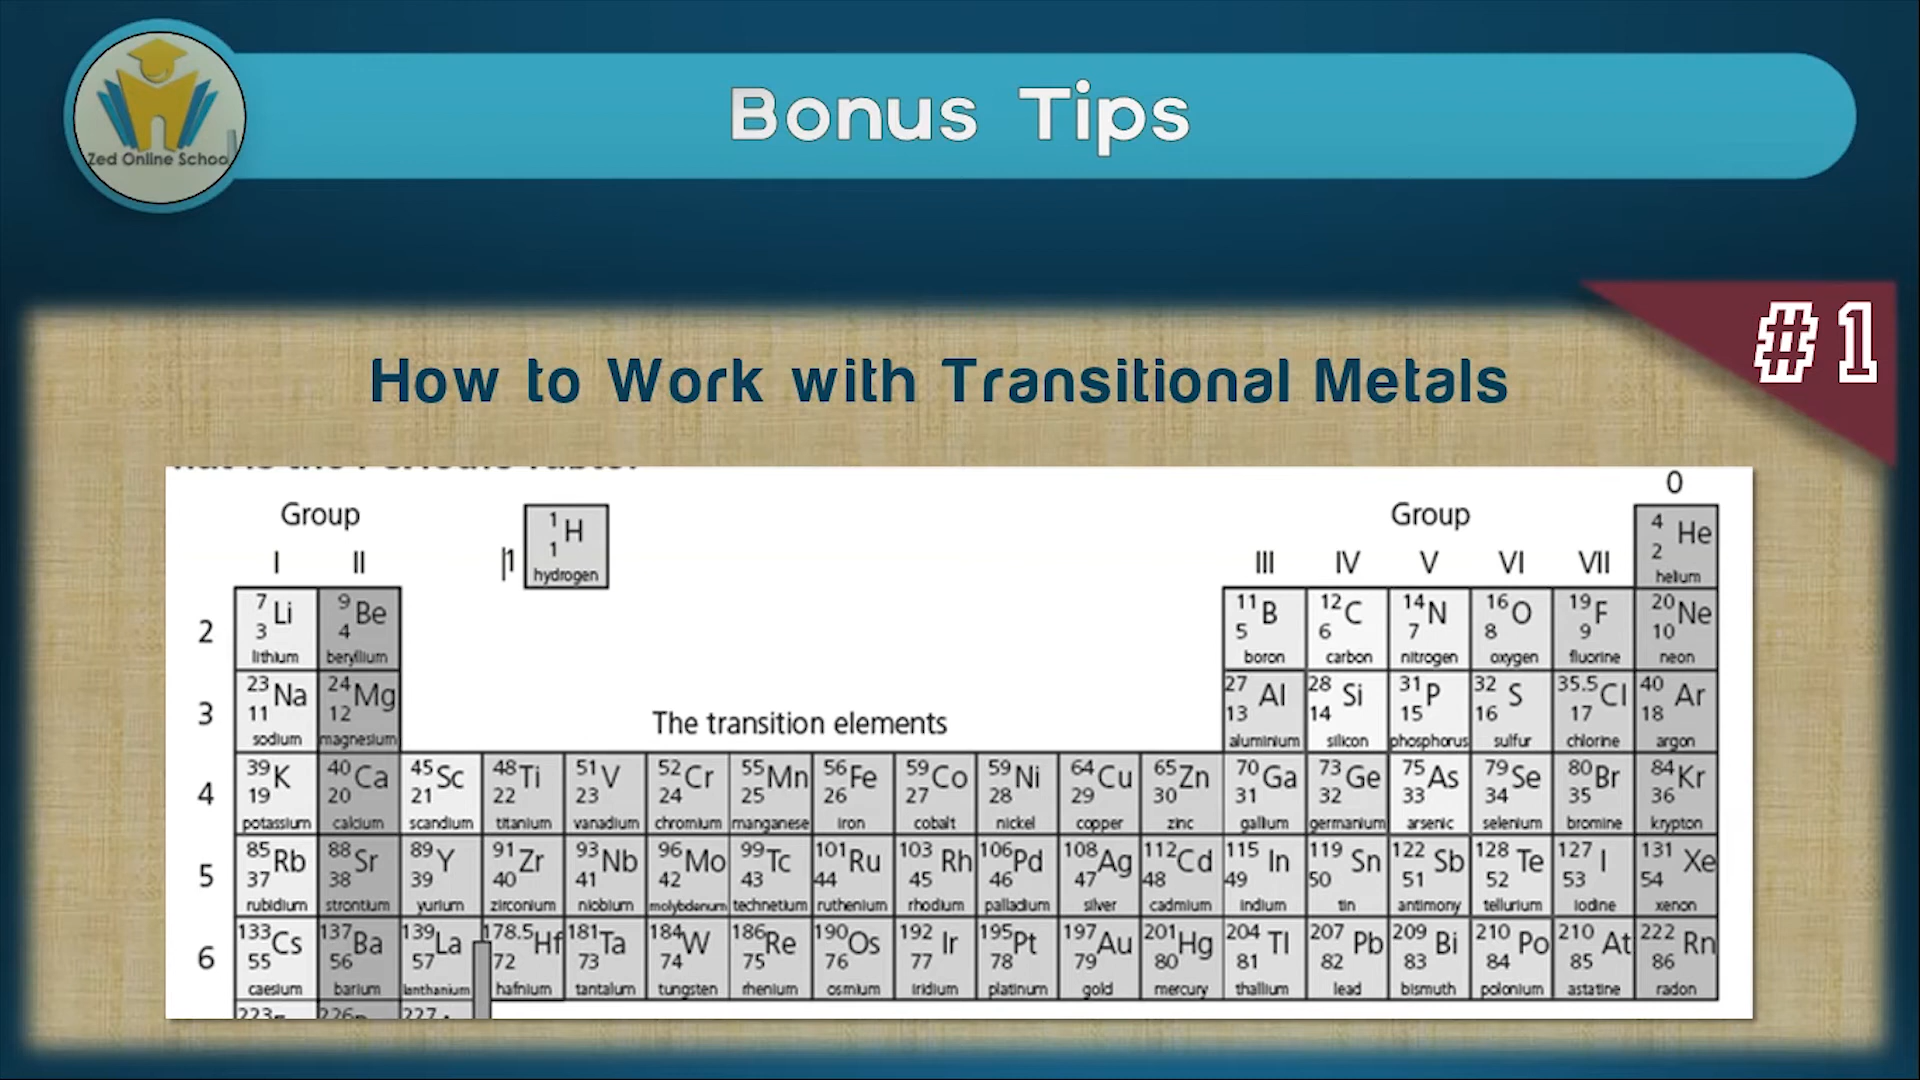 Bonus Tips
Zed Online School
#1
How to Work with Transitional Metals
0
Group
Group
I II
III IV V VI VII
1
1 H 1 hydrogen
4 He 2 helium
2
7 Li 3 lithium
9 Be 4 beryllium
11 B 5 boron
12 C 6 carbon
14 N 7 nitrogen
16 O 8 oxygen
19 F 9 fluorine
20 Ne 10 neon
3
23 Na 11 sodium
24 Mg 12 magnesium
The transition elements
27 Al 13 aluminium
28 Si 14 silicon
31 P 15 phosphorus
32 S 16 sulfur
35.5 Cl 17 chlorine
40 Ar 18 argon
4
39 K 19 potassium
40 Ca 20 calcium
45 Sc 21 scandium
48 Ti 22 titanium
51 V 23 vanadium
52 Cr 24 chromium
55 Mn 25 manganese
56 Fe 26 iron
59 Co 27 cobalt
59 Ni 28 nickel
64 Cu 29 copper
65 Zn 30 zinc
70 Ga 31 gallium
73 Ge 32 germanium
75 As 33 arsenic
79 Se 34 selenium
80 Br 35 bromine
84 Kr 36 krypton
5
85 Rb 37 rubidium
88 Sr 38 strontium
89 Y 39 yurium
91 Zr 40 zirconium
93 Nb 41 niobium
96 Mo 42 molybdenum
99 Tc 43 technetium
101 Ru 44 ruthenium
103 Rh 45 rhodium
106 Pd 46 palladium
108 Ag 47 silver
112 Cd 48 cadmium
115 In 49 indium
119 Sn 50 tin
122 Sb 51 antimony
128 Te 52 tellurium
127 I 53 iodine
131 Xe 54 xenon
6
133 Cs 55 caesium
137 Ba 56 barium
139 La 57 lanthanium
178.5 Hf 72 hafnium
181 Ta 73 tantalum
184 W 74 tungsten
186 Re 75 rhenium
190 Os 76 osmium
192 Ir 77 iridium
195 Pt 78 platinum
197 Au 79 gold
201 Hg 80 mercury
204 Tl 81 thallium
207 Pb 82 lead
209 Bi 83 bismuth
210 Po 84 polonium
210 At 85 astatine
222 Rn 86 radon
223 226 227